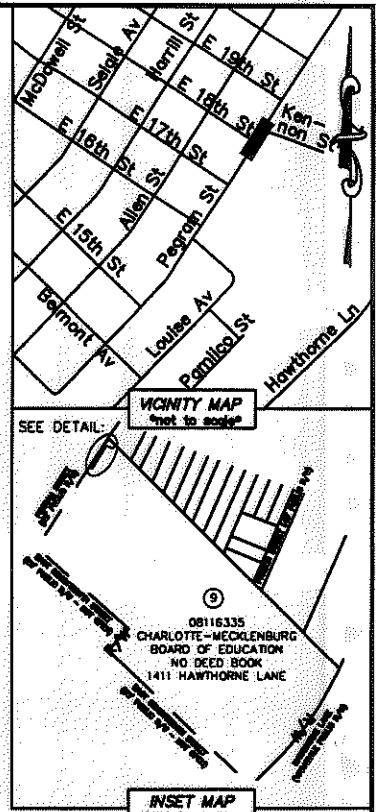 McDowell St
Seigle Av
Harrill St
E 19th St
E 18th St
Ken-
non St
E 17th St
E 16th St
Allen St
Pegram St
E 15th St
Belmont Av
Louise Av
Pamlico St
Hawthorne Ln
VICINITY MAP
*not to scale*
SEE DETAIL:
9
08116335
CHARLOTTE-MECKLENBURG
BOARD OF EDUCATION
NO DEED BOOK
1411 HAWTHORNE LANE
INSET MAP